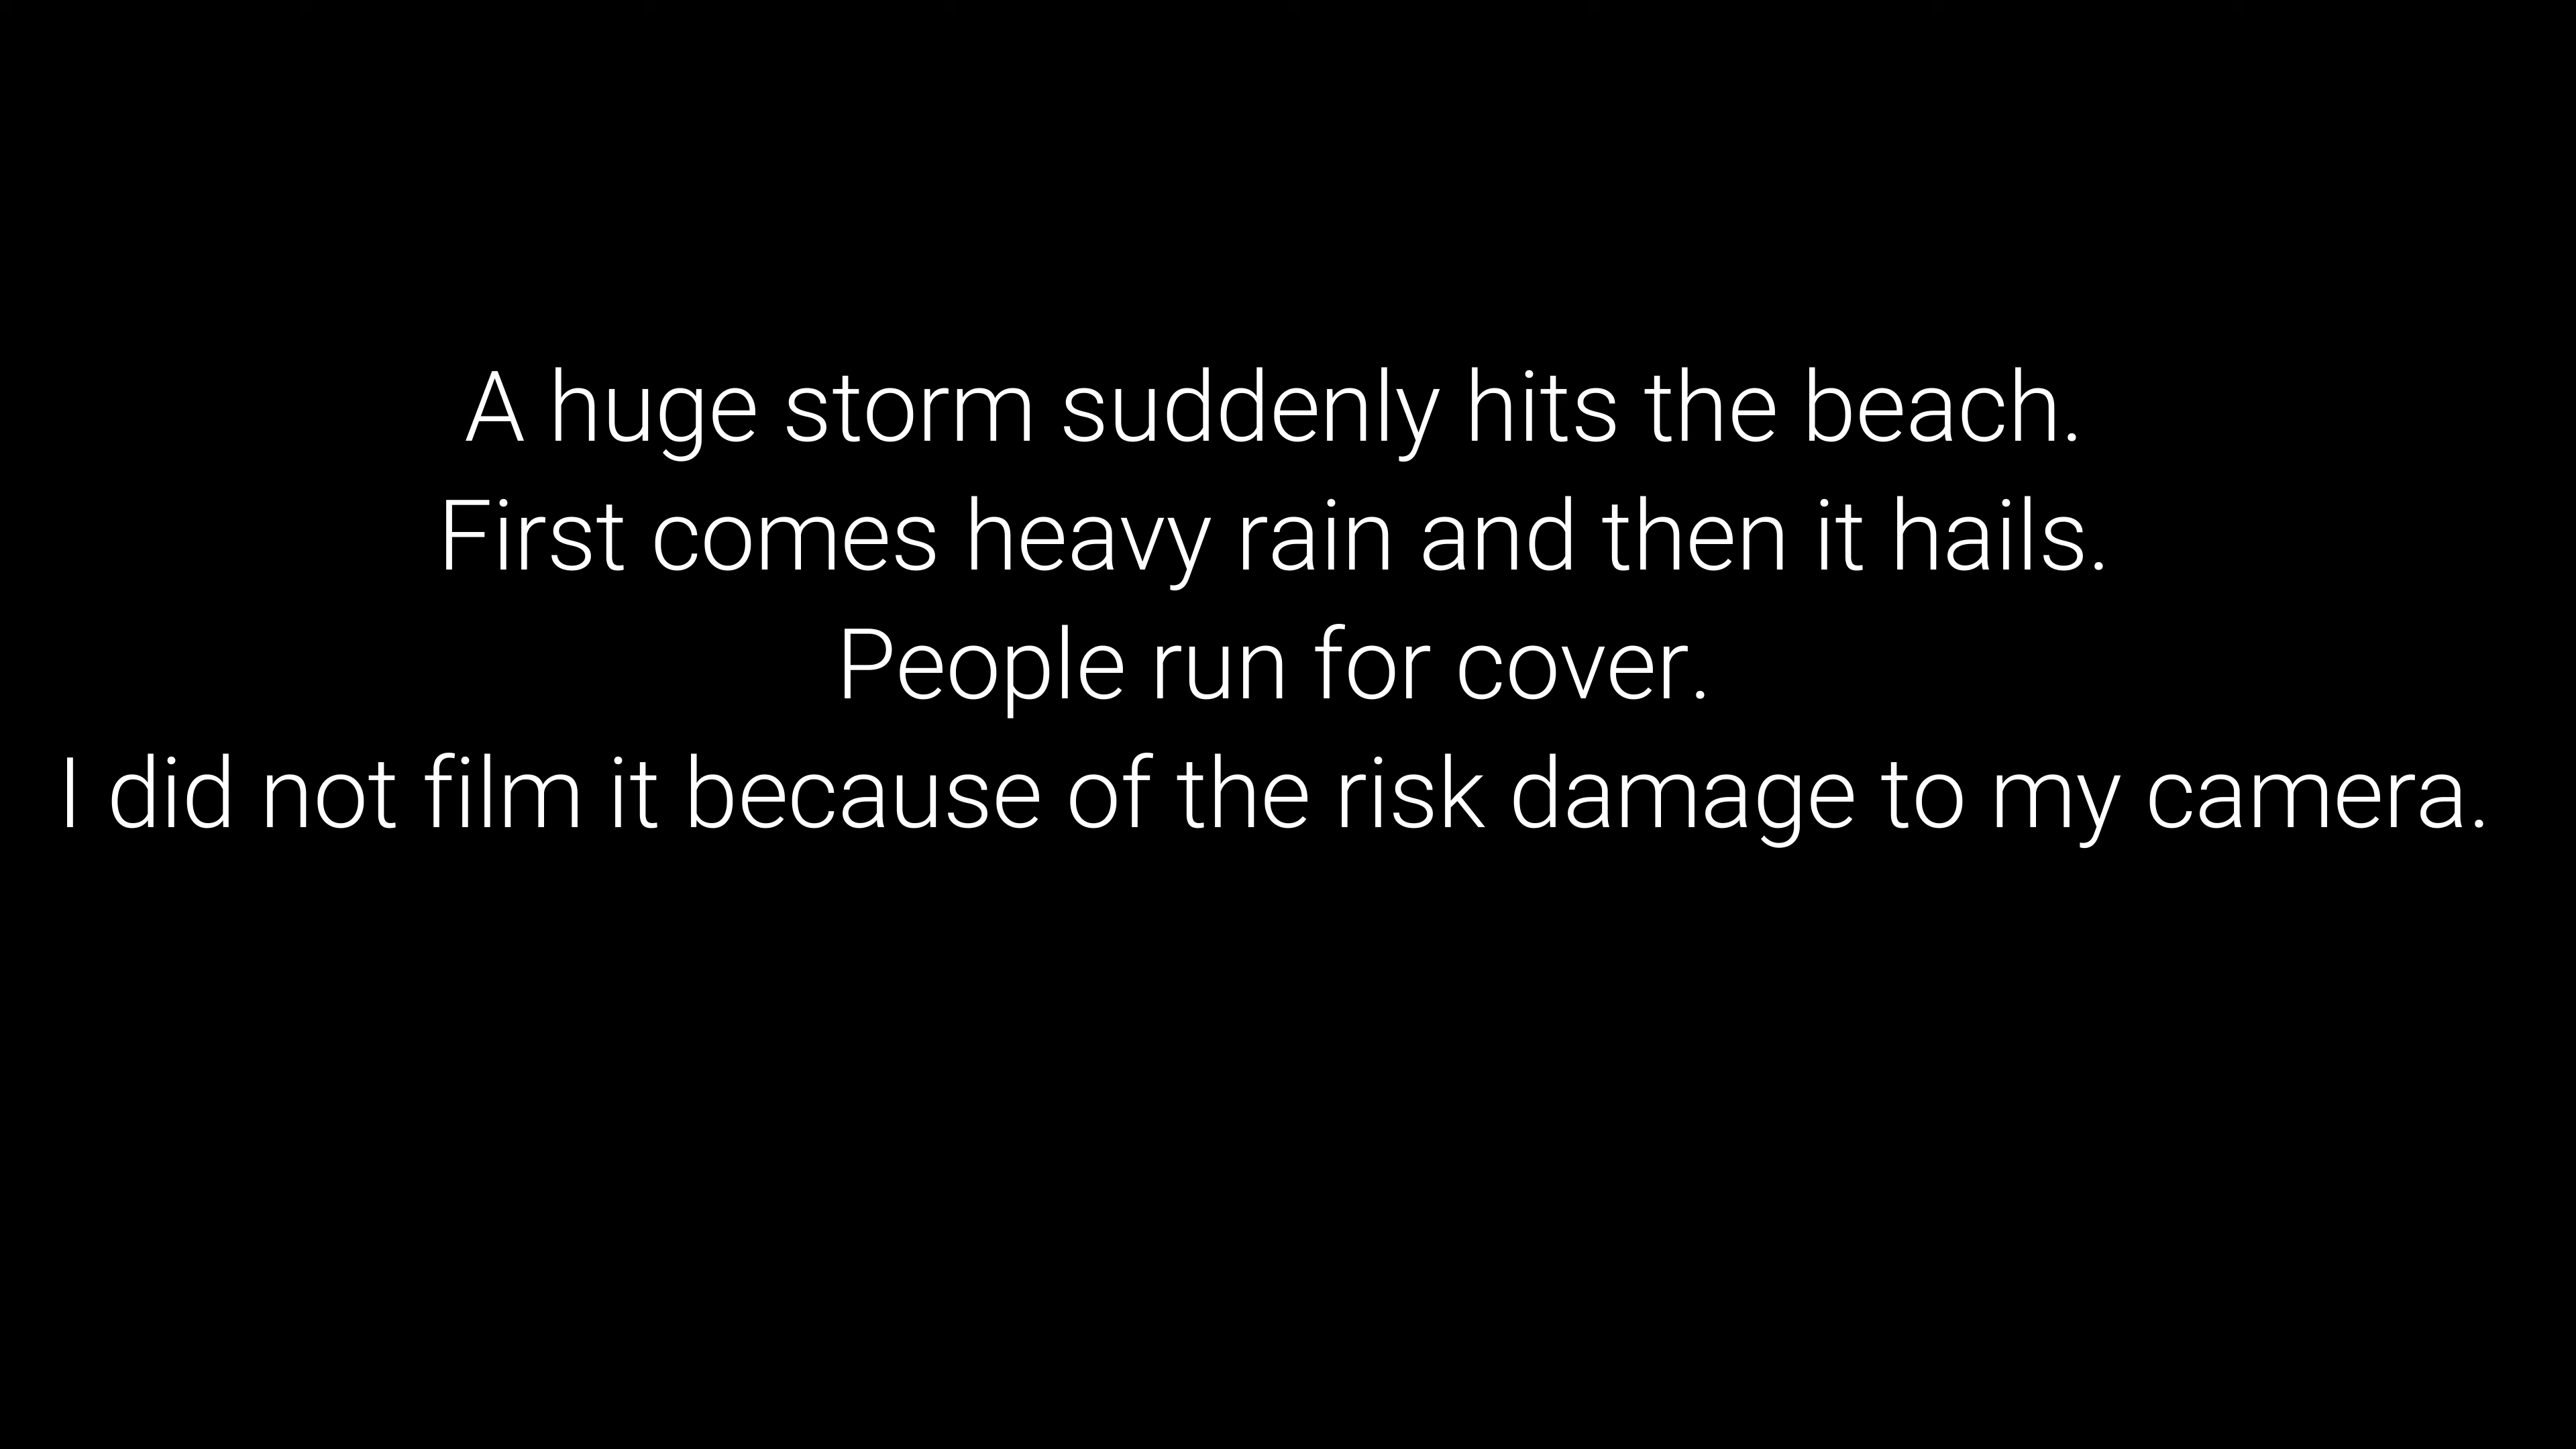 A huge storm suddenly hits the beach.
First comes heavy rain and then it hails.
People run for cover.
I did not film it because of the risk damage to my camera.